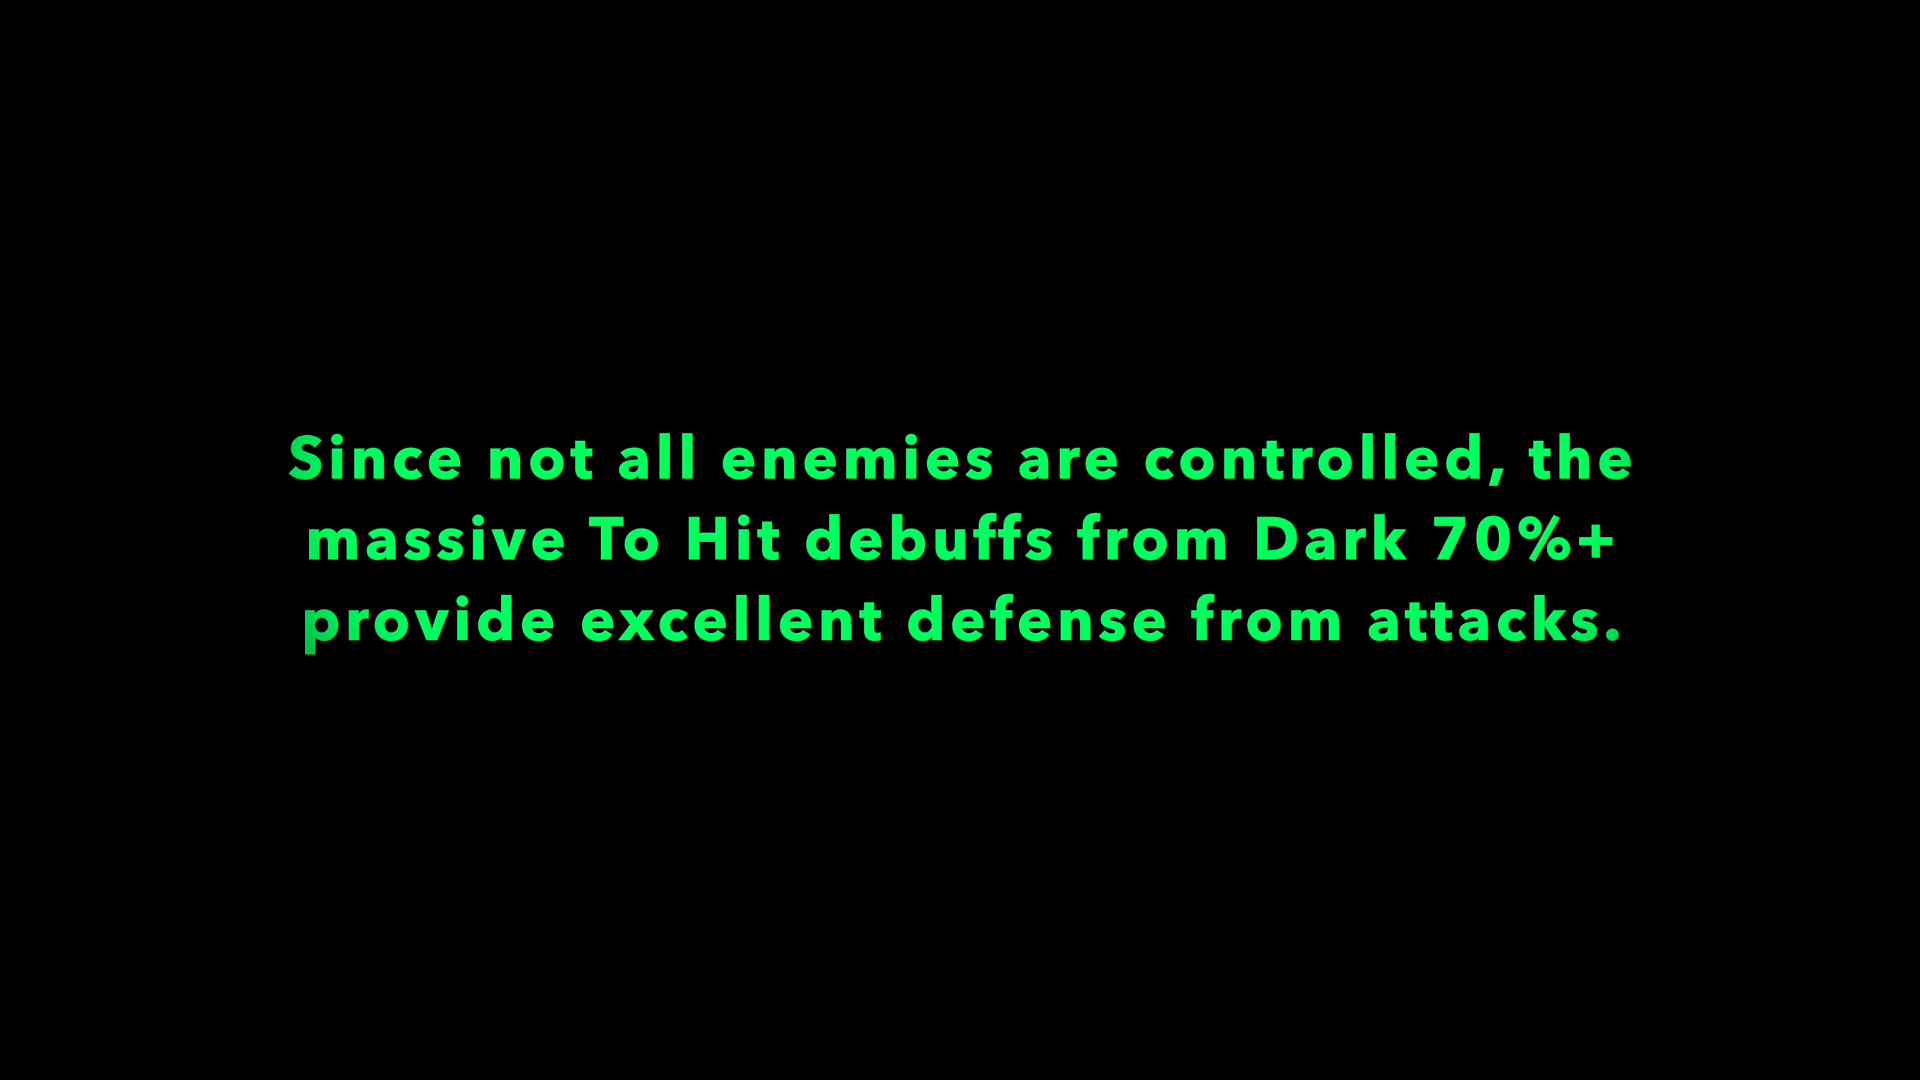 Since not all enemies are controlled, the
massive To Hit debuffs from Dark 70%+
provide excellent defense from attacks.